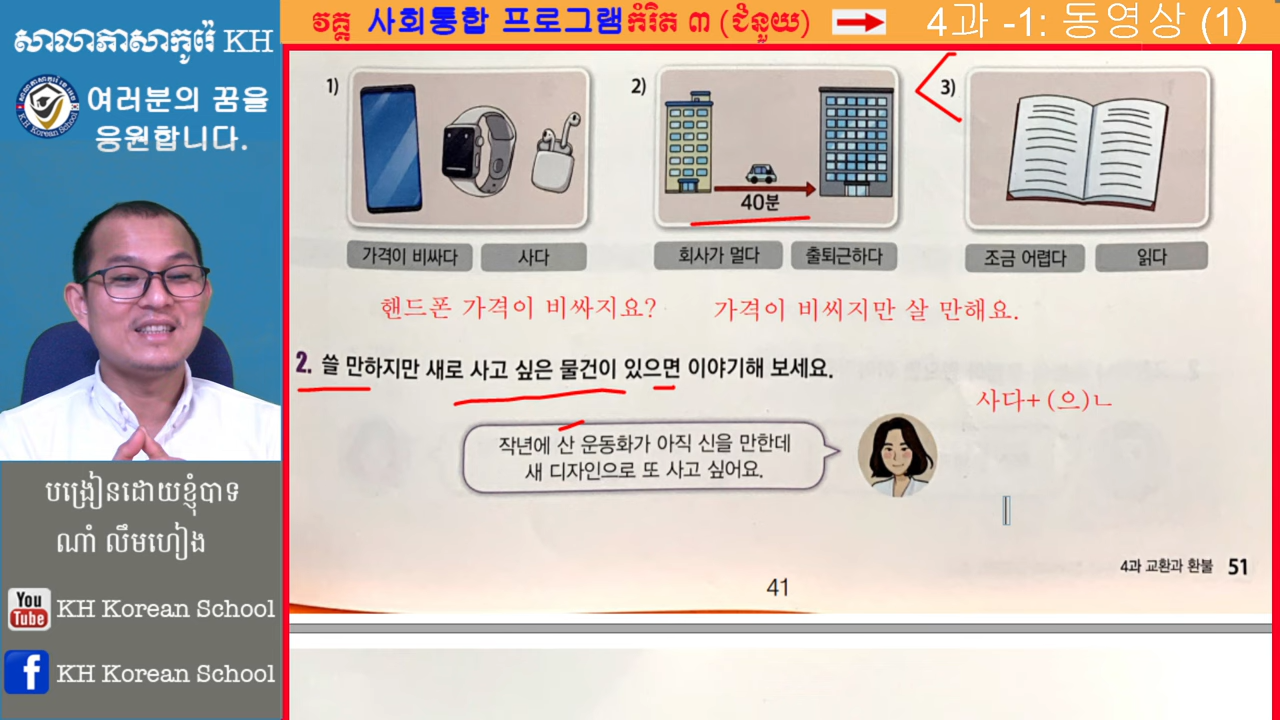 សាលាភាសាកូរ៉េ KH
여러분의 꿈을
응원합니다.
KH Korean School
បង្រៀនដោយខ្ញុំបាទ
ណាំ លឹមហៀង
You Tube KH Korean School
f KH Korean School
វគ្គ 사회통합 프로그램 កំរិត ៣ (ជំនួយ) 4과 -1: 동영상 (1)
1) 2) 3)
40분
가격이 비싸다 사다 회사가 멀다 출퇴근하다 조금 어렵다 읽다
핸드폰 가격이 비싸지요? 가격이 비씨지만 살 만해요.
2. 쓸 만하지만 새로 사고 싶은 물건이 있으면 이야기해 보세요.
사다+ (으)ㄴ
작년에 산 운동화가 아직 신을 만한데
새 디자인으로 또 사고 싶어요.
4과 교환과 환불 51
41